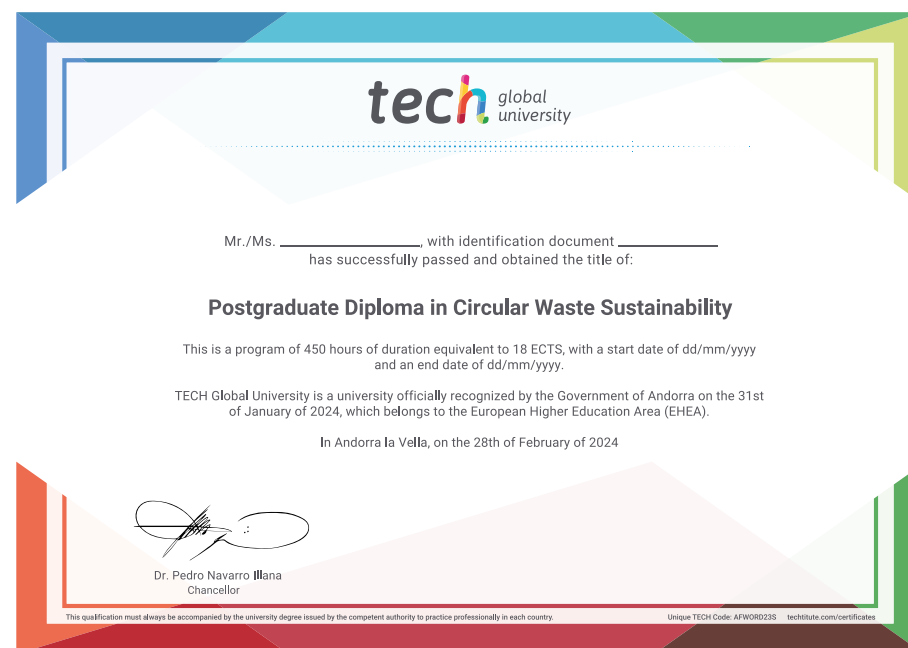 tech global university
Mr./Ms. ____________________, with identification document ______________
has successfully passed and obtained the title of:
Postgraduate Diploma in Circular Waste Sustainability
This is a program of 450 hours of duration equivalent to 18 ECTS, with a start date of dd/mm/yyyy
and an end date of dd/mm/yyyy.
TECH Global University is a university officially recognized by the Government of Andorra on the 31st
of January of 2024, which belongs to the European Higher Education Area (EHEA).
In Andorra la Vella, on the 28th of February of 2024
Dr. Pedro Navarro Illana
Chancellor
This qualification must always be accompanied by the university degree issued by the competent authority to practice professionally in each country. Unique TECH Code: AFWORD23S techtitute.com/certificates